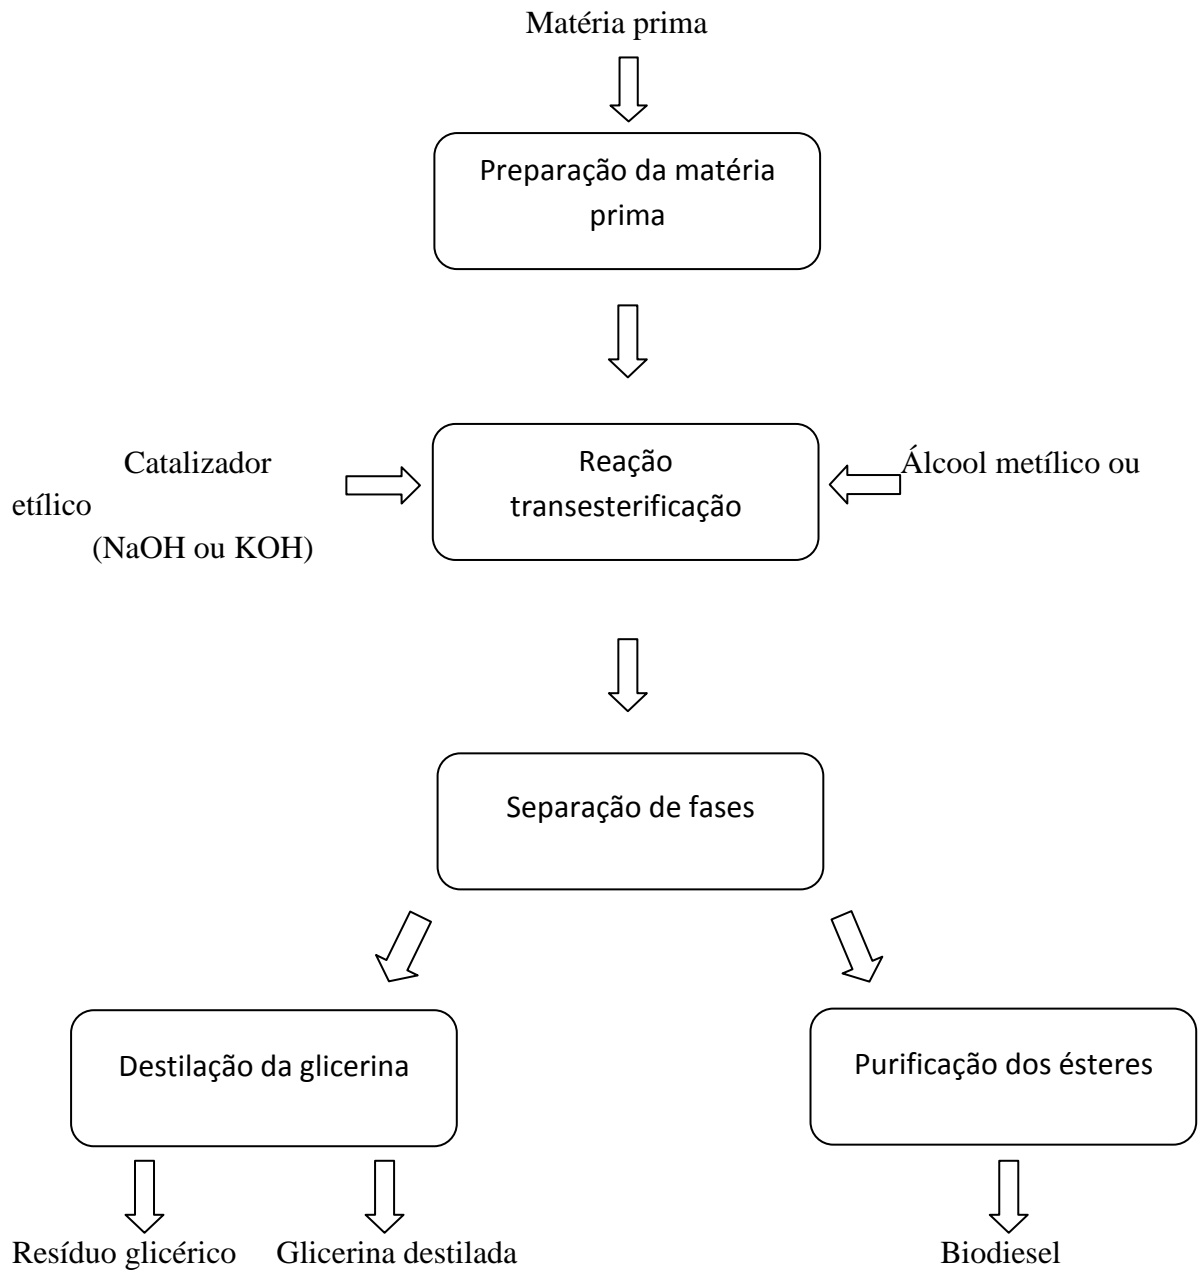 Matéria prima
Preparação da matéria
prima
Catalizador
Reação
transesterificação
Álcool metílico ou
etílico
(NaOH ou KOH)
Separação de fases
Destilação da glicerina
Purificação dos ésteres
Resíduo glicérico
Glicerina destilada
Biodiesel